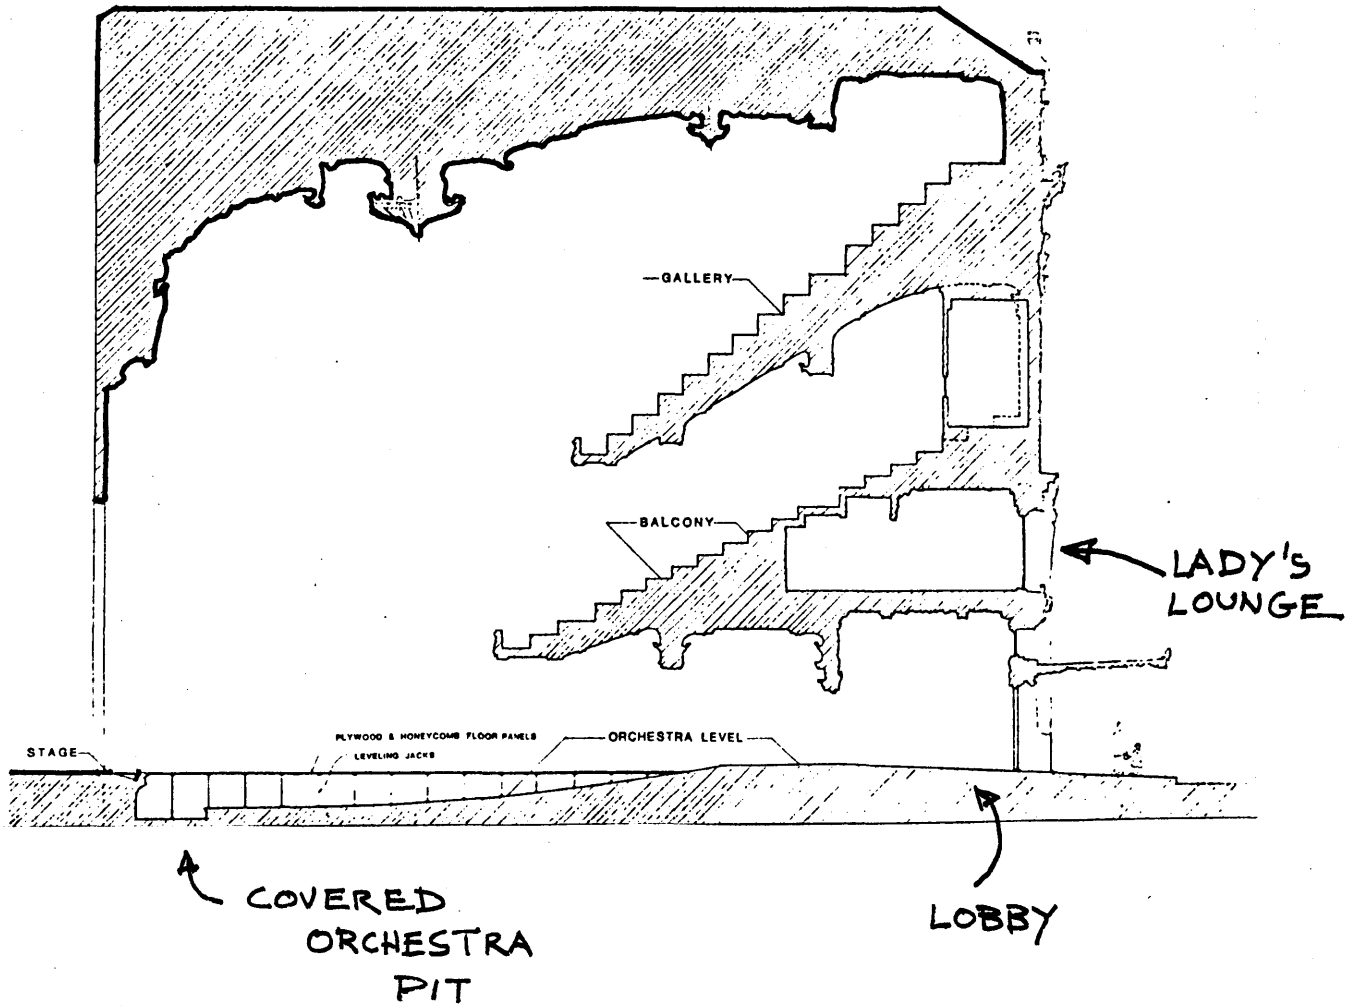 GALLERY
BALCONY
LADY'S
LOUNGE
PLYWOOD & HONEYCOMB FLOOR PANELS
ORCHESTRA LEVEL
STAGE
LEVELING JACKS
COVERED
ORCHESTRA
PIT
LOBBY